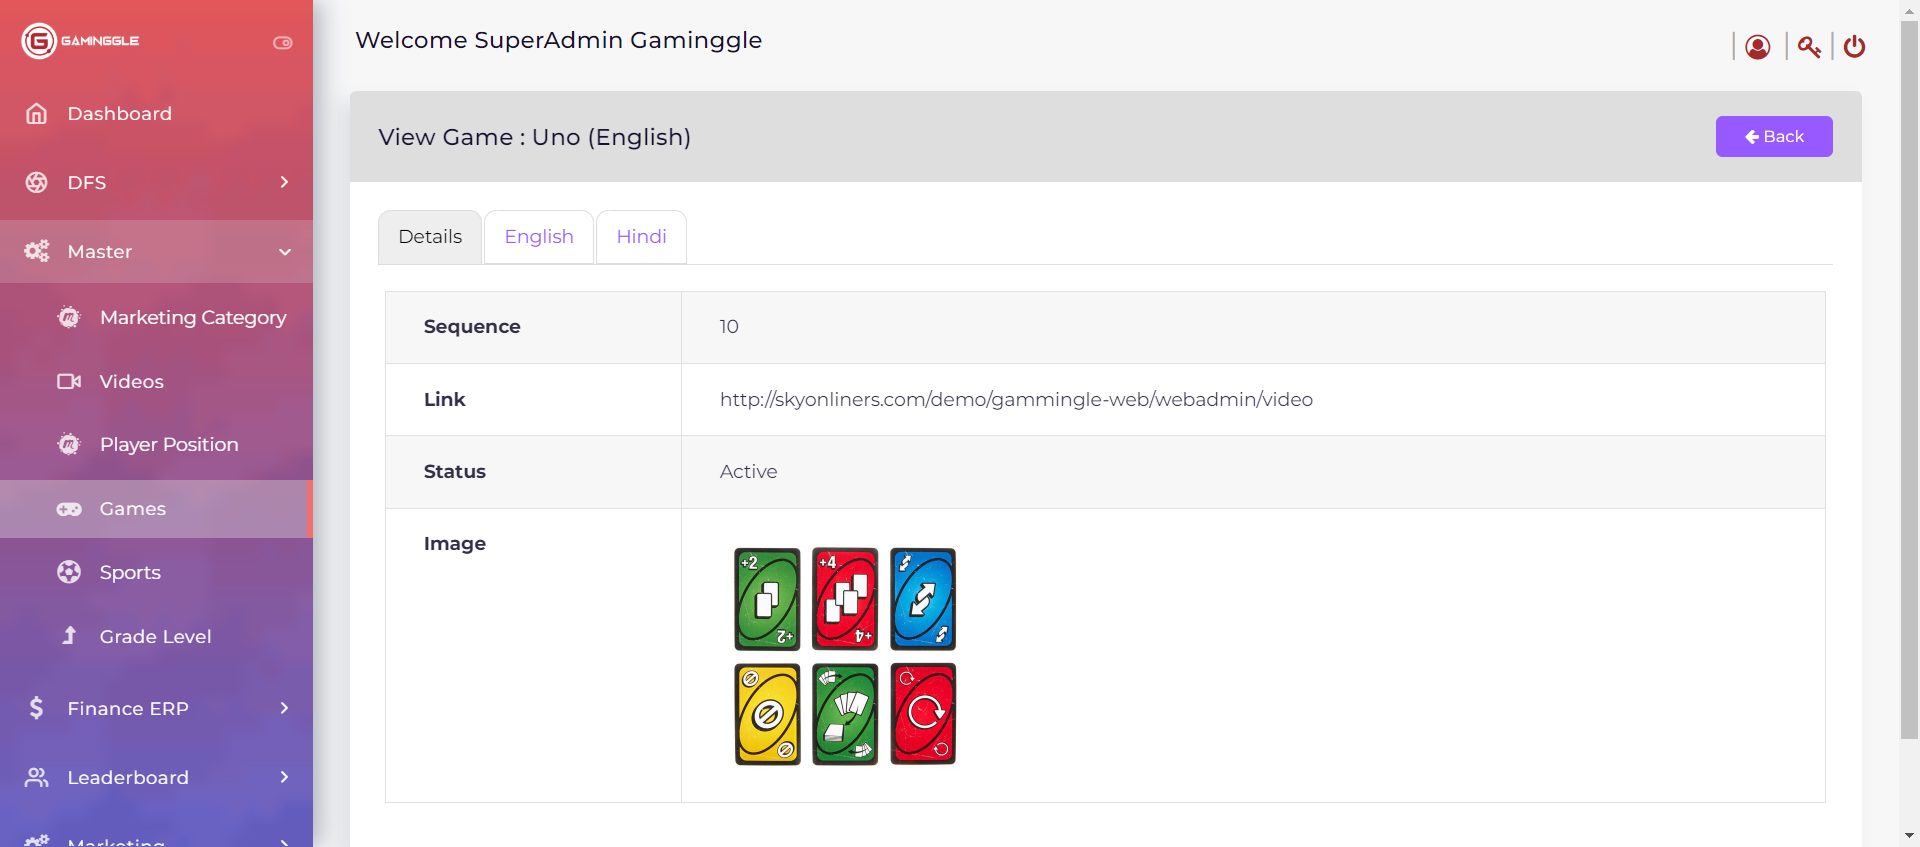 GAMINGGLE
Welcome SuperAdmin Gaminggle
Dashboard
DFS
Master
Marketing Category
Videos
Player Position
Games
Sports
Grade Level
Finance ERP
Leaderboard
Marketing
View Game : Uno (English)
Back
Details
English
Hindi
Sequence
10
Link
http://skyonliners.com/demo/gammingle-web/webadmin/video
Status
Active
Image
+2
+2
+4
+4